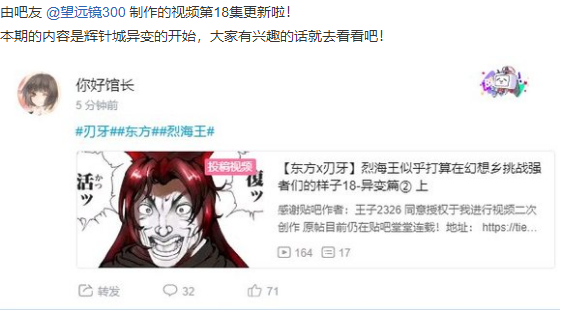 由吧友 @望远镜300 制作的视频第18集更新啦！
本期的内容是辉针城异变的开始，大家有兴趣的话就去看看吧！
你好馆长
5 分钟前
#刃牙##东方##烈海王#
投稿视频
活ッ
かつ
復ッ
【东方x刃牙】烈海王似乎打算在幻想乡挑战强
者们的样子18-异变篇② 上
感谢贴吧作者：王子2326 同意授权于我进行视频二次
创作 原帖目前仍在贴吧堂堂连载！地址： https://tie...
164 17
转发 32 71